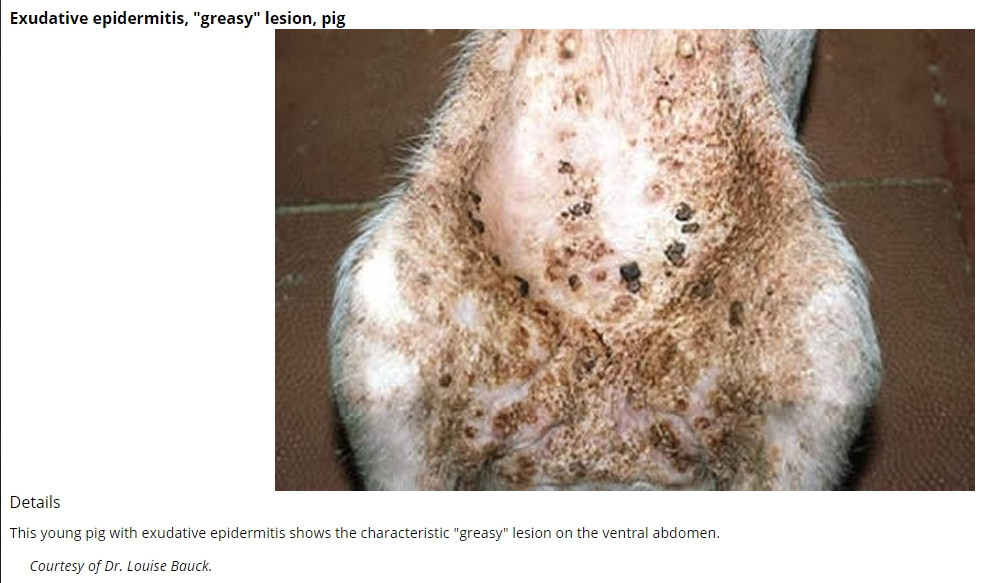 Exudative epidermitis, "greasy" lesion, pig
Details
This young pig with exudative epidermitis shows the characteristic "greasy" lesion on the ventral abdomen.
Courtesy of Dr. Louise Bauck.